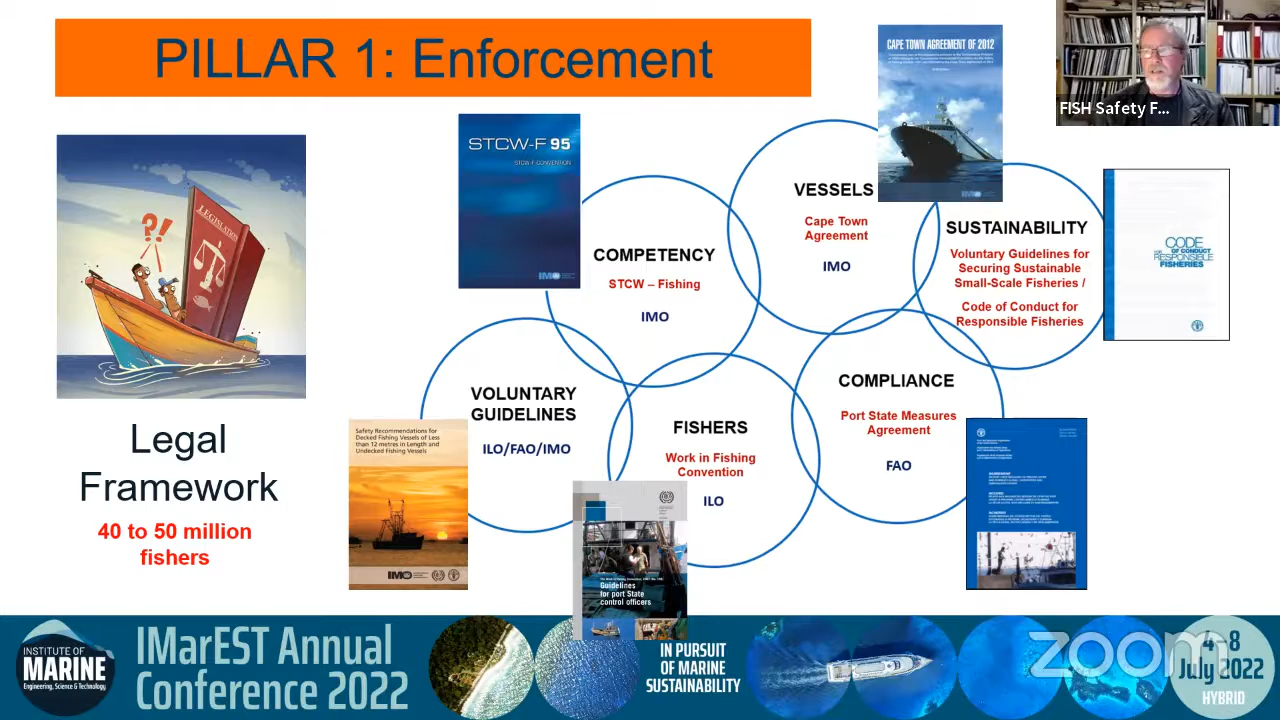 PILLAR 1: Enforcement
FISH Safety F...
?!
LEGISLATION
Legal
Framework
40 to 50 million
fishers
STCW-F 95
STCW-F CONVENTION
IMO
COMPETENCY
STCW – Fishing
IMO
CAPE TOWN AGREEMENT OF 2012
VESSELS
Cape Town
Agreement
IMO
SUSTAINABILITY
Voluntary Guidelines for
Securing Sustainable
Small-Scale Fisheries /
Code of Conduct for
Responsible Fisheries
CODE
OF CONDUCT
FOR RESPONSIBLE
FISHERIES
VOLUNTARY
GUIDELINES
ILO/FAO/IMO
Safety Recommendations for
Decked Fishing Vessels of Less
than 12 metres in Length and
Undecked Fishing Vessels
IMO
FISHERS
Work in Fishing
Convention
ILO
Guidelines
for port State
control officers
COMPLIANCE
Port State Measures
Agreement
FAO
INSTITUTE OF
MARINE
Engineering, Science & Technology
IMarEST Annual
Conference 2022
IN PURSUIT
OF MARINE
SUSTAINABILITY
zoom
4–8
July 2022
HYBRID